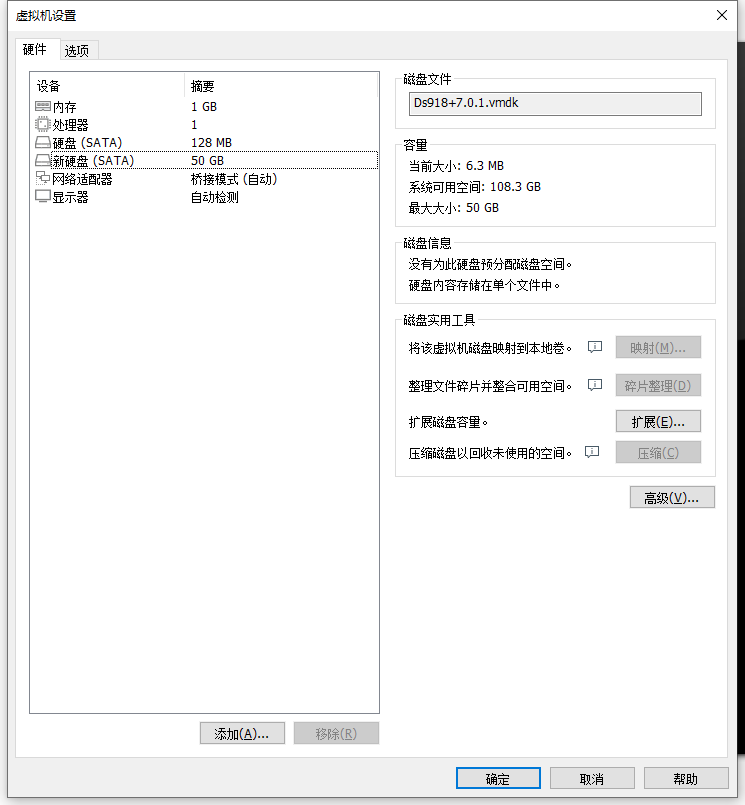 虚拟机设置
硬件 选项
设备 摘要
内存 1 GB
处理器 1
硬盘 (SATA) 128 MB
新硬盘 (SATA) 50 GB
网络适配器 桥接模式 (自动)
显示器 自动检测
添加(A)... 移除(R)
磁盘文件
Ds918+7.0.1.vmdk
容量
当前大小: 6.3 MB
系统可用空间: 108.3 GB
最大大小: 50 GB
磁盘信息
没有为此硬盘预分配磁盘空间。
硬盘内容存储在单个文件中。
磁盘实用工具
将该虚拟机磁盘映射到本地卷。 映射(M)...
整理文件碎片并整合可用空间。 碎片整理(D)
扩展磁盘容量。 扩展(E)...
压缩磁盘以回收未使用的空间。 压缩(C)
高级(V)...
确定 取消 帮助